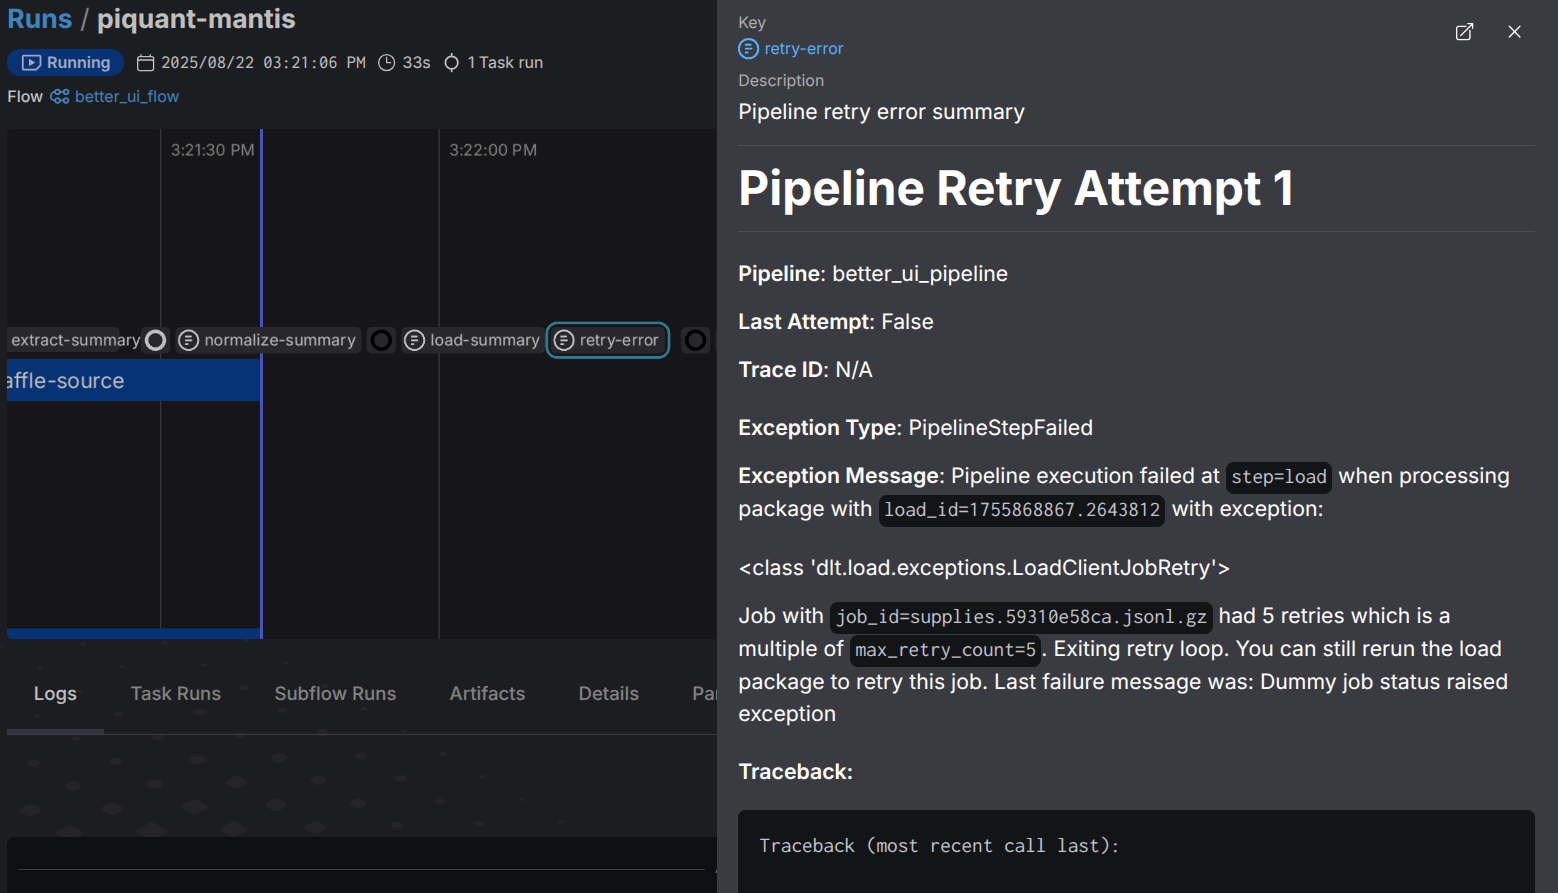 Runs / piquant-mantis
Running 2025/08/22 03:21:06 PM 33s 1 Task run
Flow better_ui_flow
3:21:30 PM 3:22:00 PM
extract-summary normalize-summary load-summary retry-error
affle-source
Logs Task Runs Subflow Runs Artifacts Details Pa
Key
retry-error
Description
Pipeline retry error summary
Pipeline Retry Attempt 1
Pipeline: better_ui_pipeline
Last Attempt: False
Trace ID: N/A
Exception Type: PipelineStepFailed
Exception Message: Pipeline execution failed at step=load when processing
package with load_id=1755868867.2643812 with exception:
<class 'dlt.load.exceptions.LoadClientJobRetry'>
Job with job_id=supplies.59310e58ca.jsonl.gz had 5 retries which is a
multiple of max_retry_count=5. Exiting retry loop. You can still rerun the load
package to retry this job. Last failure message was: Dummy job status raised
exception
Traceback:
Traceback (most recent call last):